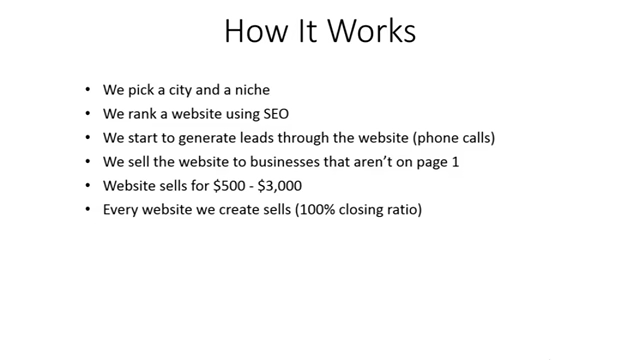 How It Works
• We pick a city and a niche
• We rank a website using SEO
• We start to generate leads through the website (phone calls)
• We sell the website to businesses that aren't on page 1
• Website sells for $500 - $3,000
• Every website we create sells (100% closing ratio)